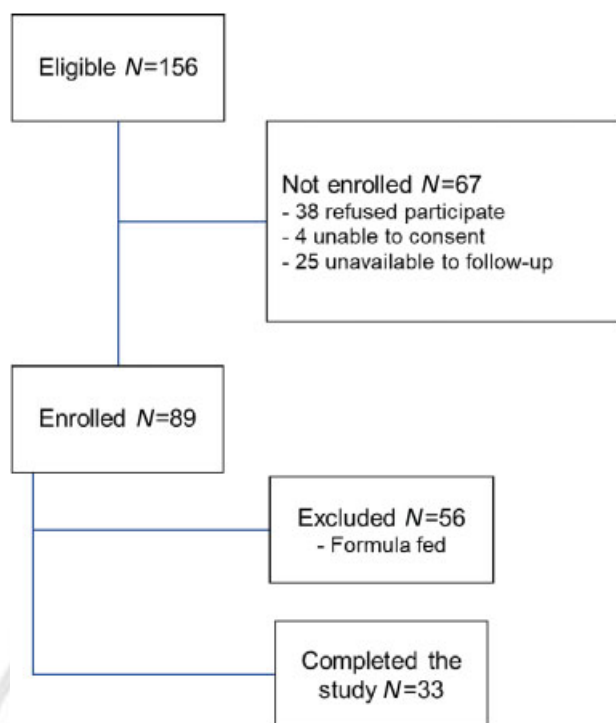 Eligible N=156
Not enrolled N=67
- 38 refused participate
- 4 unable to consent
- 25 unavailable to follow-up
Enrolled N=89
Excluded N=56
- Formula fed
Completed the
study N=33